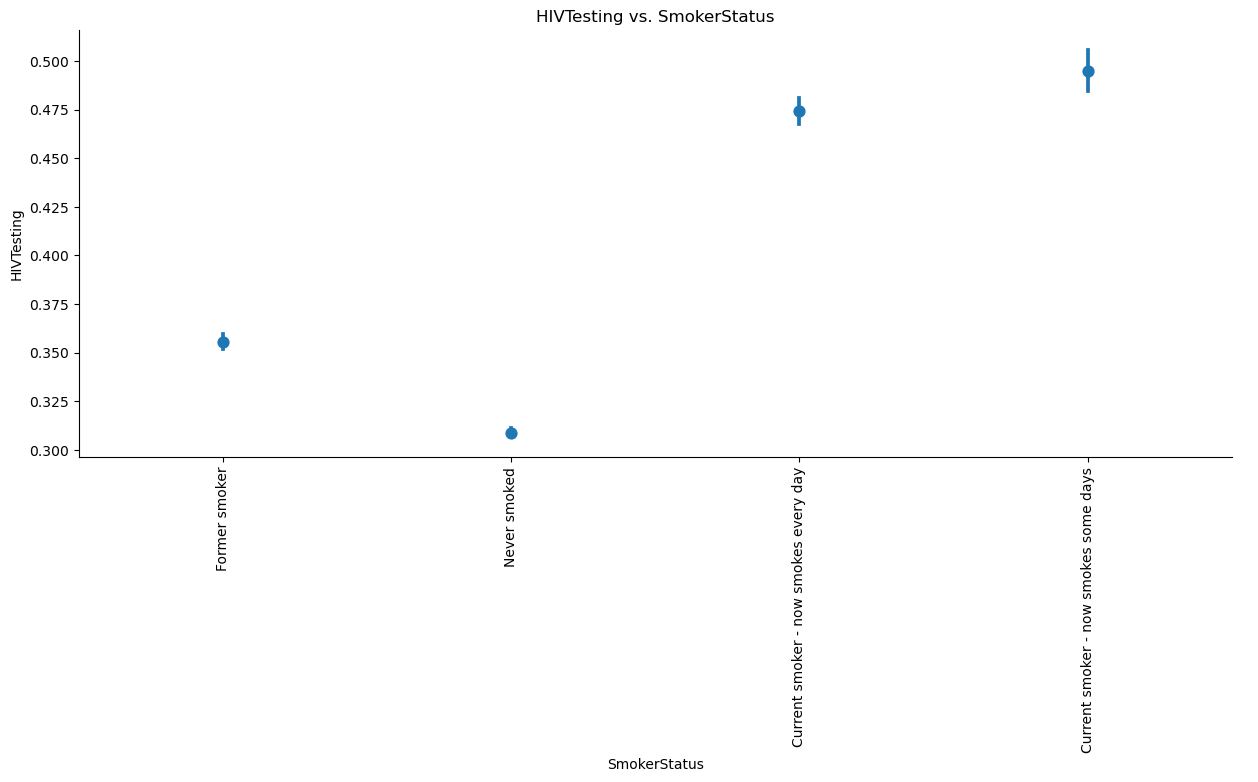 HIVTesting vs. SmokerStatus
HIVTesting
0.500
0.475
0.450
0.425
0.400
0.375
0.350
0.325
0.300
Former smoker
Never smoked
Current smoker - now smokes every day
Current smoker - now smokes some days
SmokerStatus